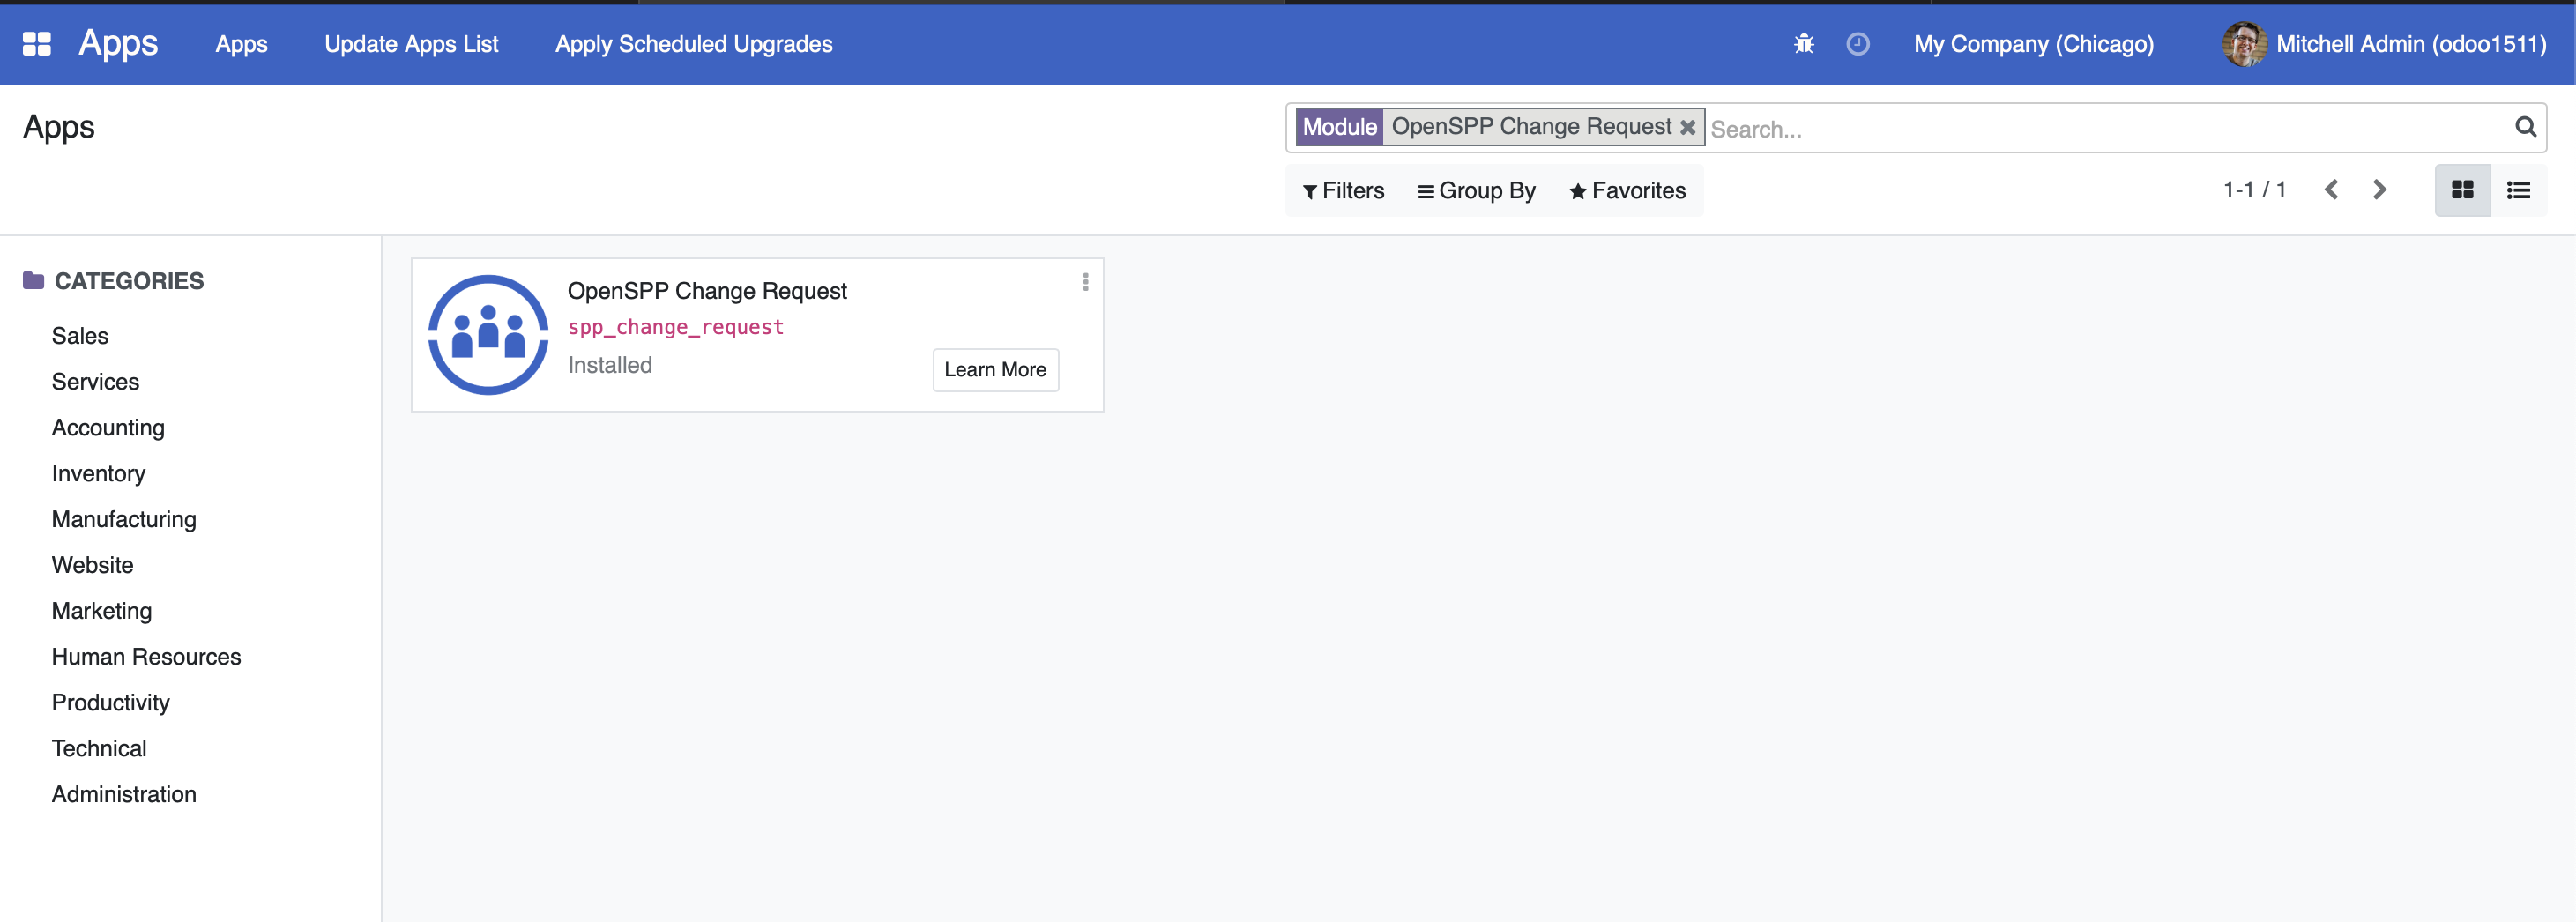 Apps Apps Update Apps List Apply Scheduled Upgrades My Company (Chicago) Mitchell Admin (odoo1511)
Apps
Module OpenSPP Change Request Search...
Filters Group By Favorites 1-1 / 1
CATEGORIES
Sales
Services
Accounting
Inventory
Manufacturing
Website
Marketing
Human Resources
Productivity
Technical
Administration
OpenSPP Change Request
spp_change_request
Installed
Learn More